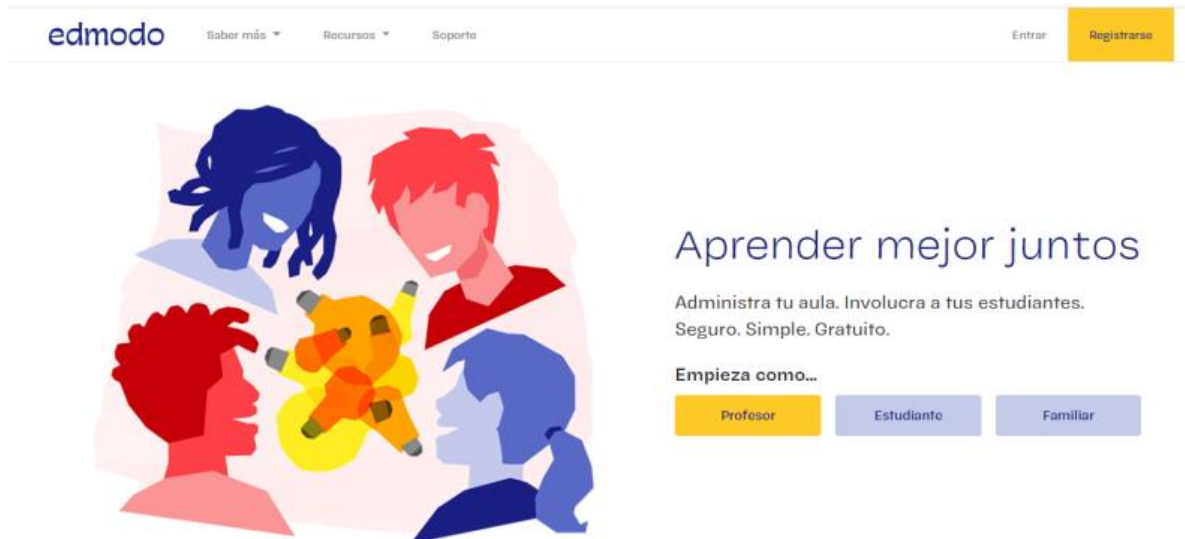 edmodo Saber más Recursos Soporte Entrar Registrarse
Aprender mejor juntos
Administra tu aula. Involucra a tus estudiantes.
Seguro. Simple. Gratuito.
Empieza como...
Profesor Estudiante Familiar